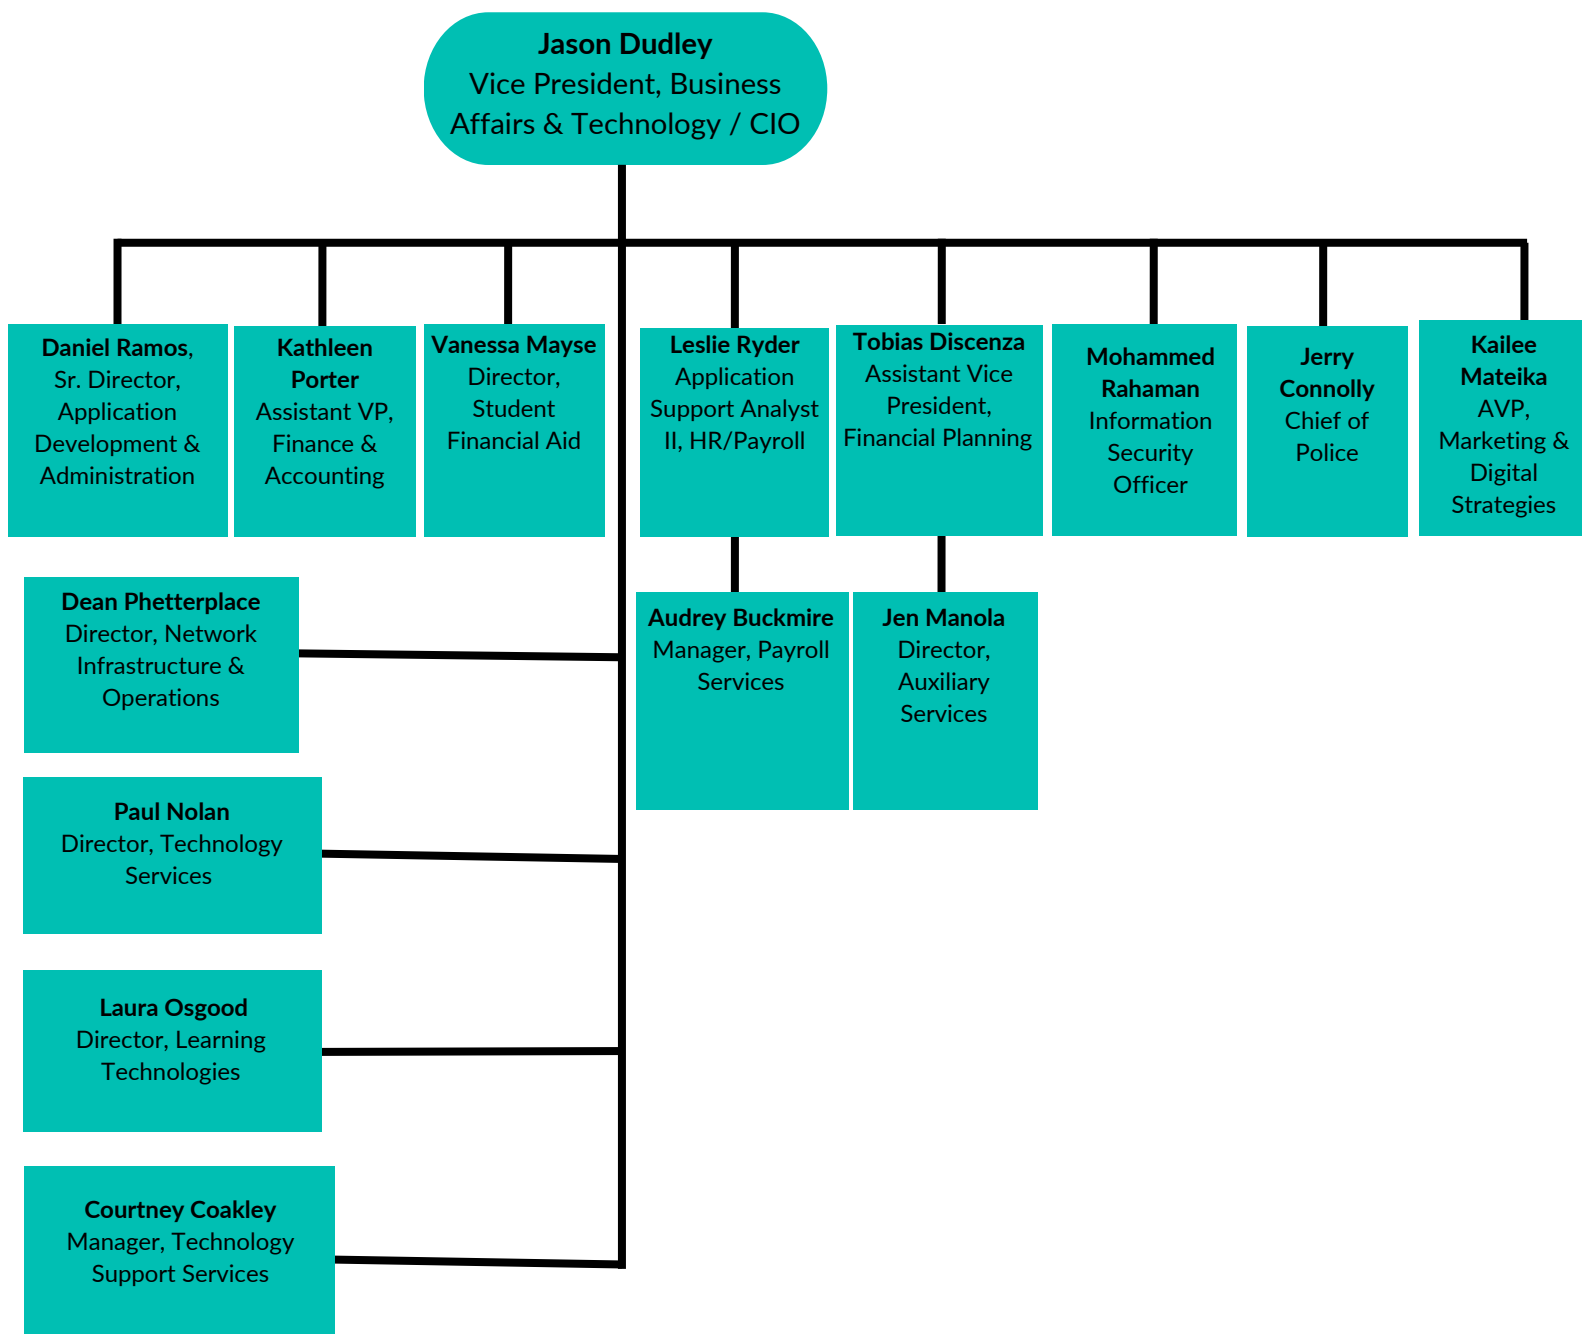 Jason Dudley
Vice President, Business
Affairs & Technology / CIO
Daniel Ramos,
Sr. Director,
Application
Development &
Administration
Kathleen
Porter
Assistant VP,
Finance &
Accounting
Vanessa Mayse
Director,
Student
Financial Aid
Leslie Ryder
Application
Support Analyst
II, HR/Payroll
Tobias Discenza
Assistant Vice
President,
Financial Planning
Mohammed
Rahaman
Information
Security
Officer
Jerry
Connolly
Chief of
Police
Kailee
Mateika
AVP,
Marketing &
Digital
Strategies
Dean Phetterplace
Director, Network
Infrastructure &
Operations
Audrey Buckmire
Manager, Payroll
Services
Jen Manola
Director,
Auxiliary
Services
Paul Nolan
Director, Technology
Services
Laura Osgood
Director, Learning
Technologies
Courtney Coakley
Manager, Technology
Support Services